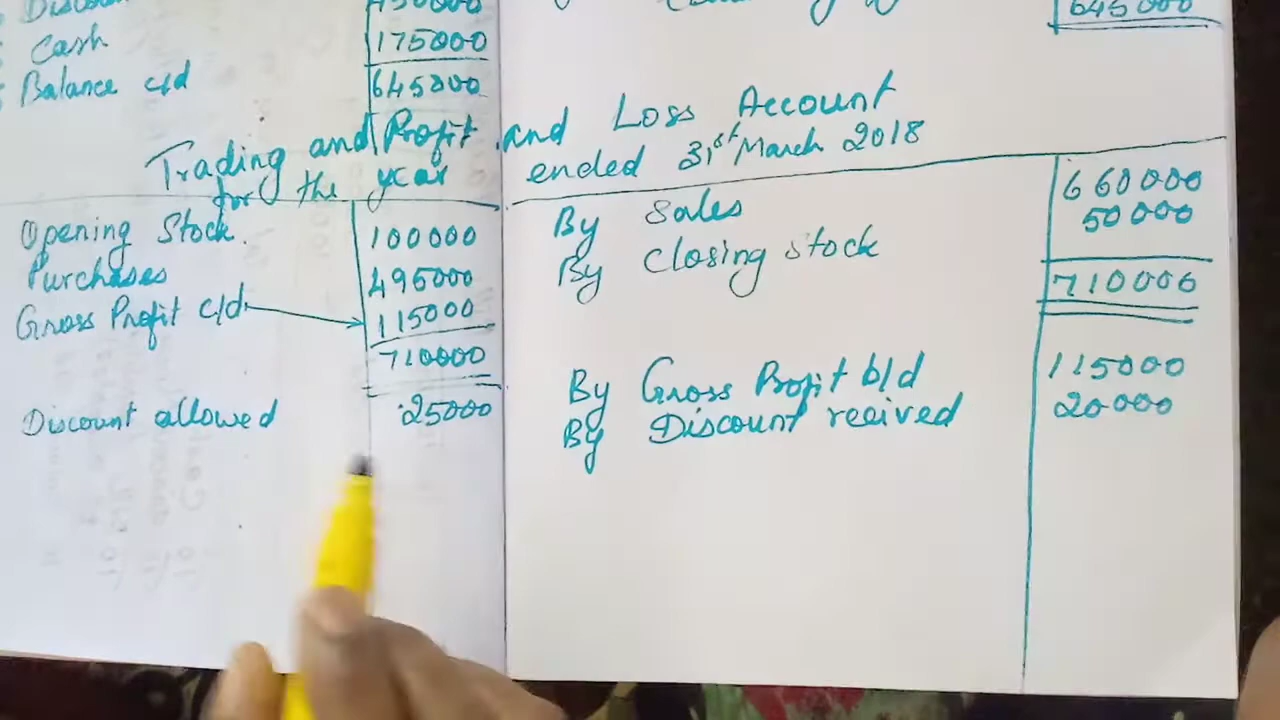 Cash 175000
Balance c/d 645000
645000
Trading and Profit and Loss Account
for the year ended 31st March 2018
Opening Stock 100000
Purchases 495000
Gross Profit c/d 115000
710000
Discount allowed 25000
By Sales 660000
By Closing stock 50000
710000
By Gross Profit b/d 115000
By Discount received 20000